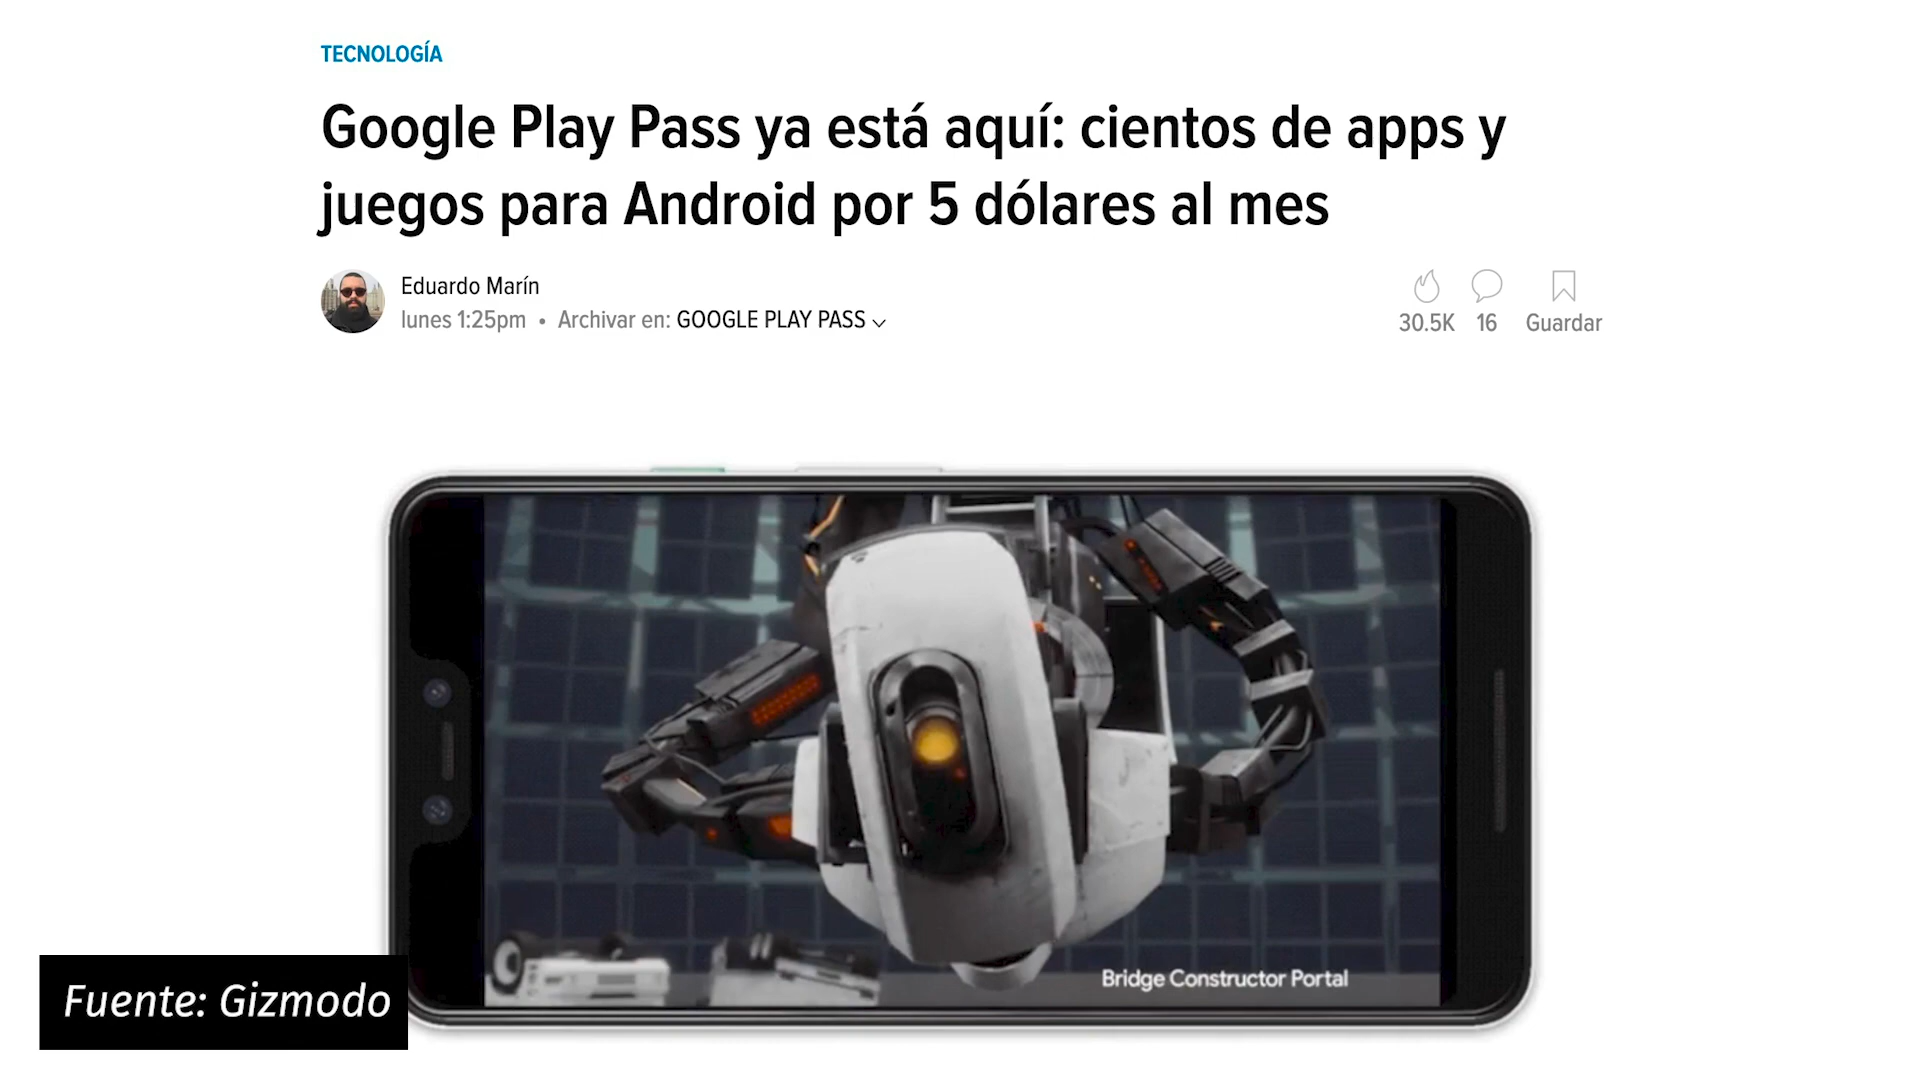 TECNOLOGÍA
Google Play Pass ya está aquí: cientos de apps y
juegos para Android por 5 dólares al mes
Eduardo Marín
lunes 1:25pm • Archivar en: GOOGLE PLAY PASS
30.5K 16 Guardar
Bridge Constructor Portal
Fuente: Gizmodo